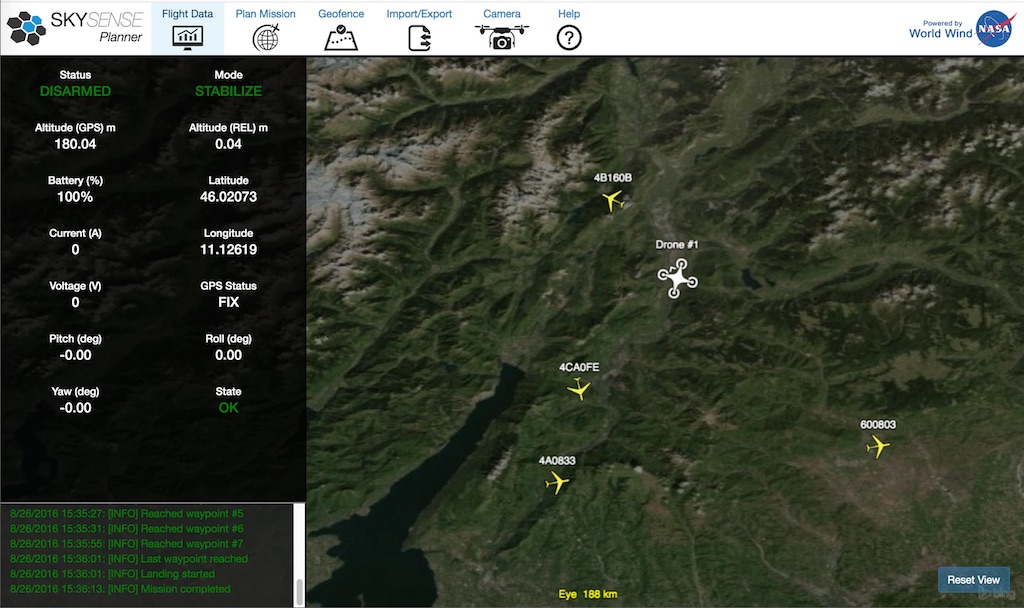 SKYSENSE
Planner
Flight Data
Plan Mission
Geofence
Import/Export
Camera
Help
Powered by
World Wind
NASA
Status
Mode
DISARMED
STABILIZE
Altitude (GPS) m
Altitude (REL) m
180.04
0.04
Battery (%)
Latitude
100%
46.02073
Current (A)
Longitude
0
11.12619
Voltage (V)
GPS Status
0
FIX
Pitch (deg)
Roll (deg)
-0.00
0.00
Yaw (deg)
State
-0.00
OK
8/26/2016 15:35:27: [INFO] Reached waypoint #5
8/26/2016 15:35:31: [INFO] Reached waypoint #6
8/26/2016 15:35:55: [INFO] Reached waypoint #7
8/26/2016 15:36:01: [INFO] Last waypoint reached
8/26/2016 15:36:01: [INFO] Landing started
8/26/2016 15:36:13: [INFO] Mission completed
4B160B
Drone #1
4CA0FE
600803
4A0833
Eye 188 km
Reset View
bing